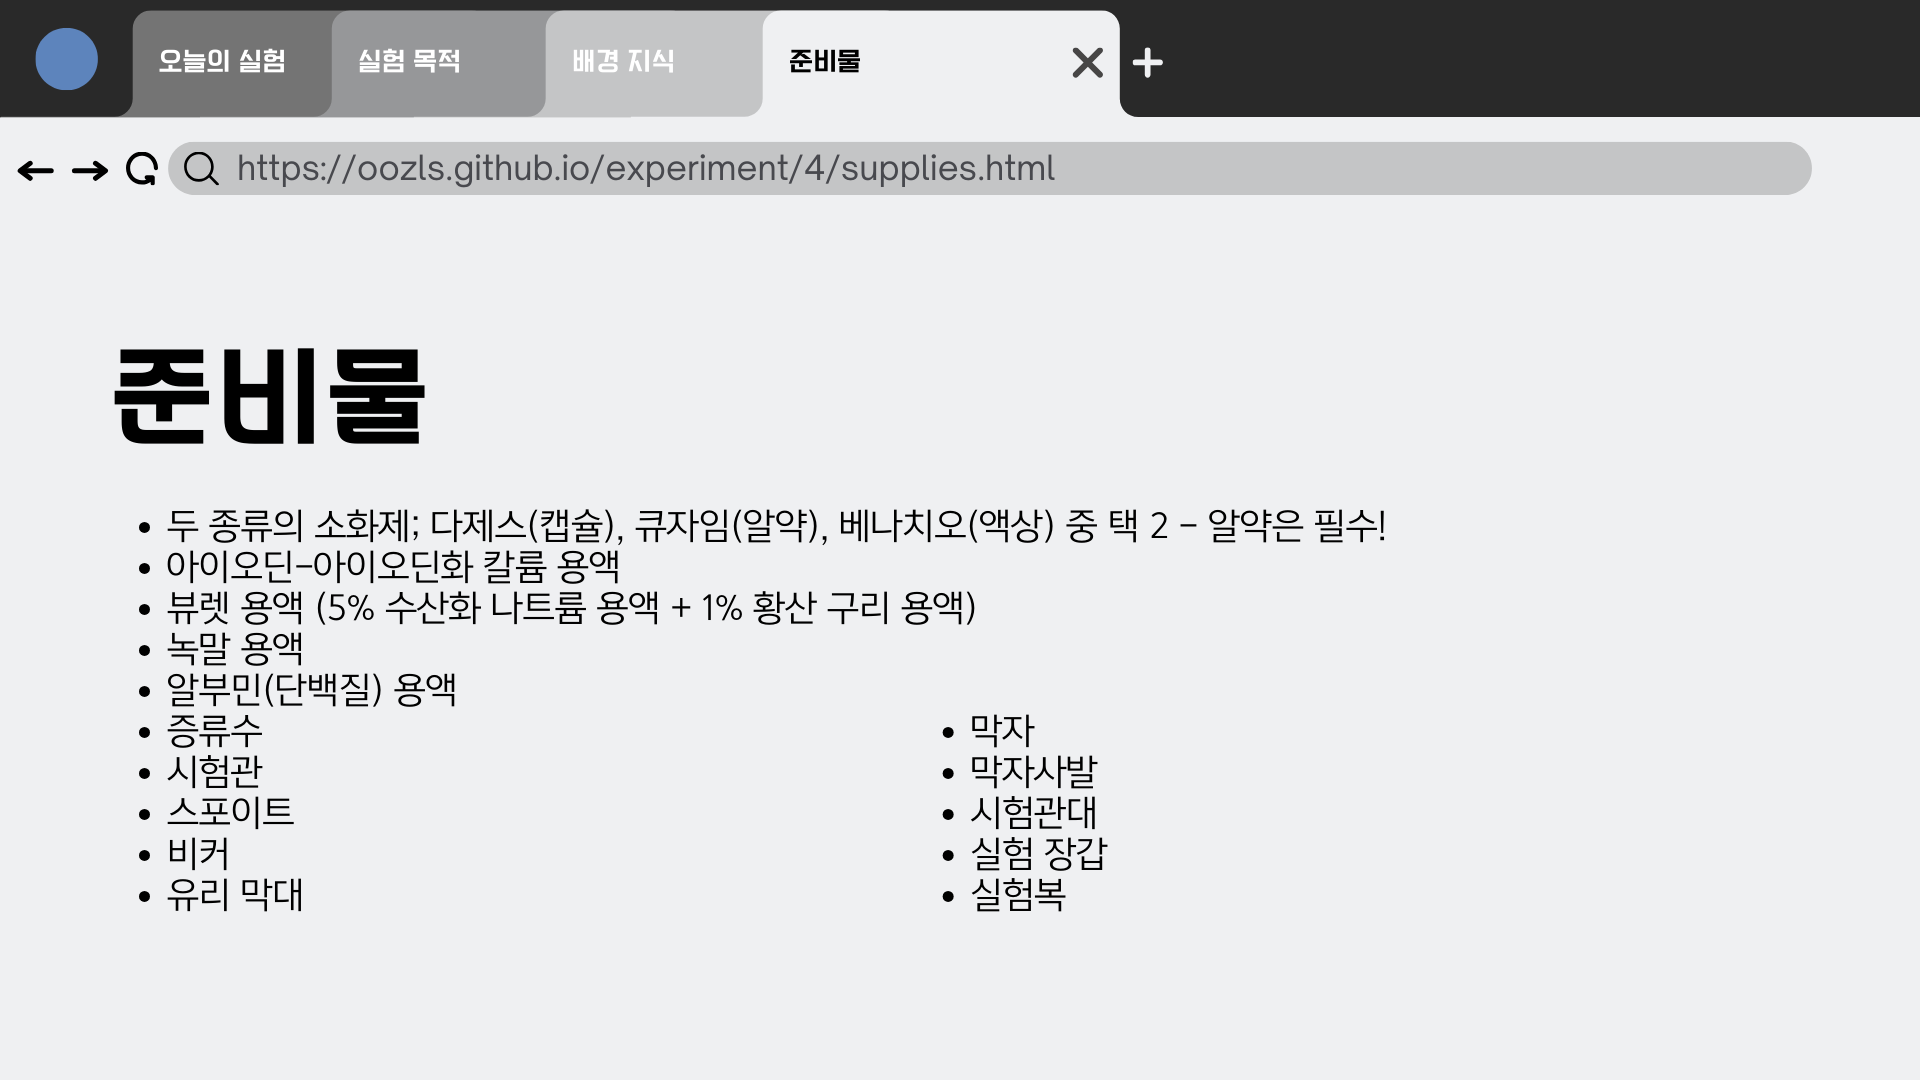 오늘의 실험
실험 목적
배경 지식
준비물
https://oozls.github.io/experiment/4/supplies.html
준비물
• 두 종류의 소화제; 다제스(캡슐), 큐자임(알약), 베나치오(액상) 중 택 2 - 알약은 필수!
• 아이오딘-아이오딘화 칼륨 용액
• 뷰렛 용액 (5% 수산화 나트륨 용액 + 1% 황산 구리 용액)
• 녹말 용액
• 알부민(단백질) 용액
• 증류수
• 시험관
• 스포이트
• 비커
• 유리 막대
• 막자
• 막자사발
• 시험관대
• 실험 장갑
• 실험복